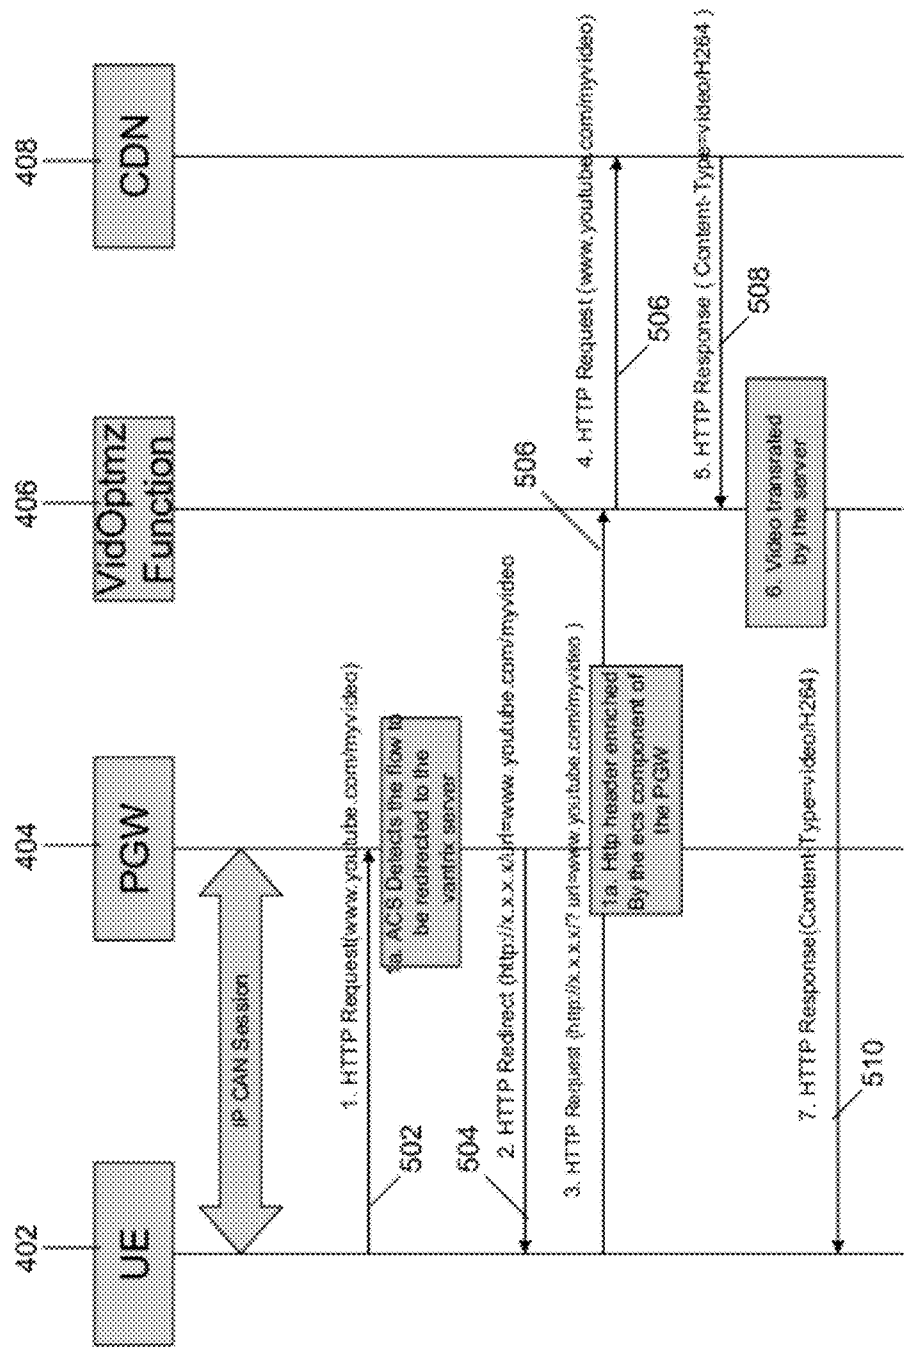 402
UE
404
PGW
406
VidOptmz
Function
408
CDN
IP CAN Session
1. HTTP Request(www.youtube.com/myvideo)
502
1a. ACS Detects the flow to
be redirected to the
vantrix server
504
2. HTTP Redirect (http://x.x.x.x/url=www.youtube.com/myvideo
3. HTTP Request (http://x.x.x.x/? url=www.youtube.com/myvideo )
506
1a. Http header enriched
By the ecs component of
the PGW
4. HTTP Request (www.youtube.com/myvideo)
506
5. HTTP Response ( Content-Type=video/H264 )
508
6 Video transrated
by the server
7. HTTP Response(Content-Type=video/H264)
510